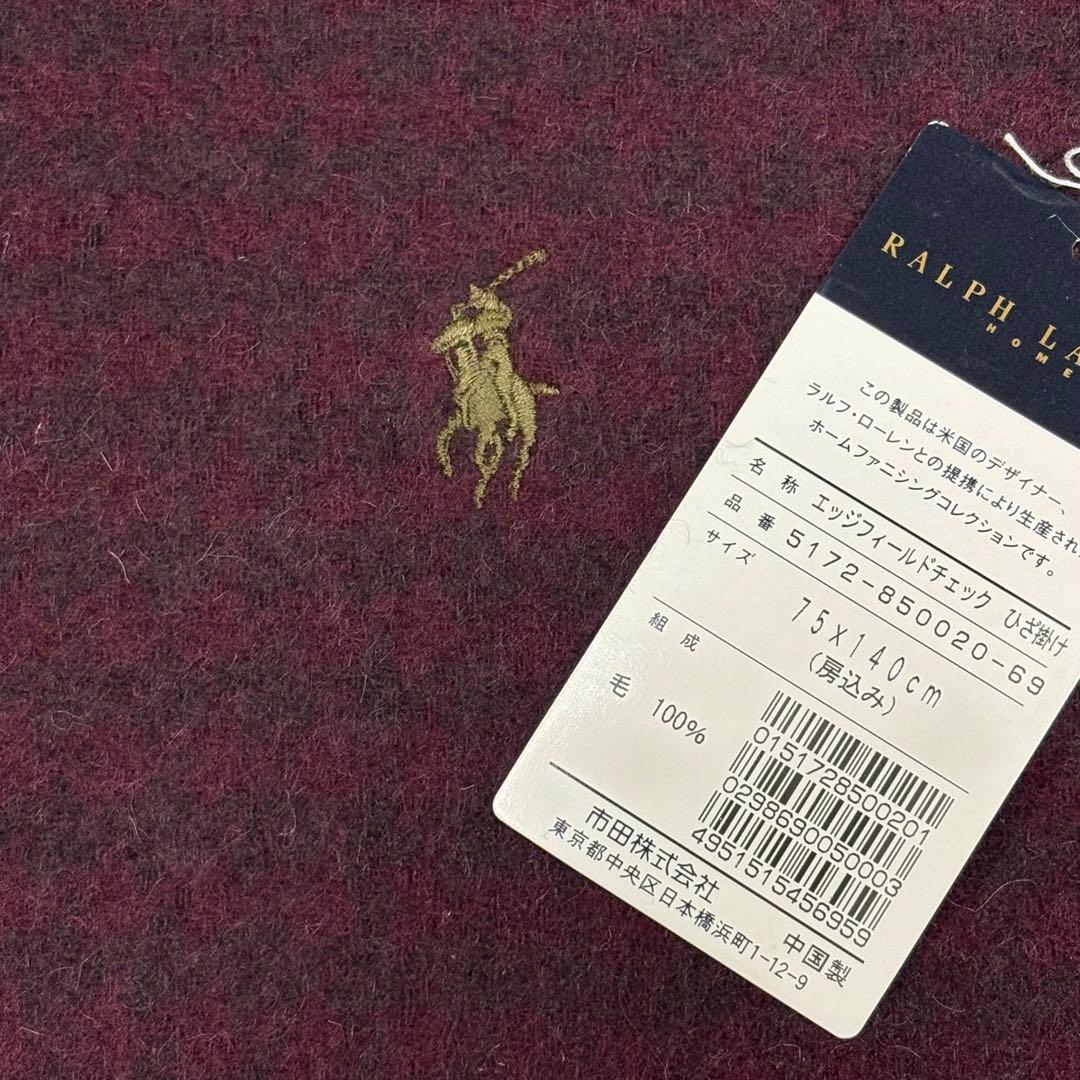 RALPH LA
HOME
この製品は米国のデザイナー、
ラルフ・ローレンとの提携により生産され
ホームファニシングコレクションです。
名 称 エッジフィールドチェック ひざ掛け
品 番 5172-850020-69
サイズ
75x140cm
(房込み)
組 成
毛 100%
0151728500201
0298690050003
4951515456959
市田株式会社
東京都中央区日本橋浜町1-12-9
中国製